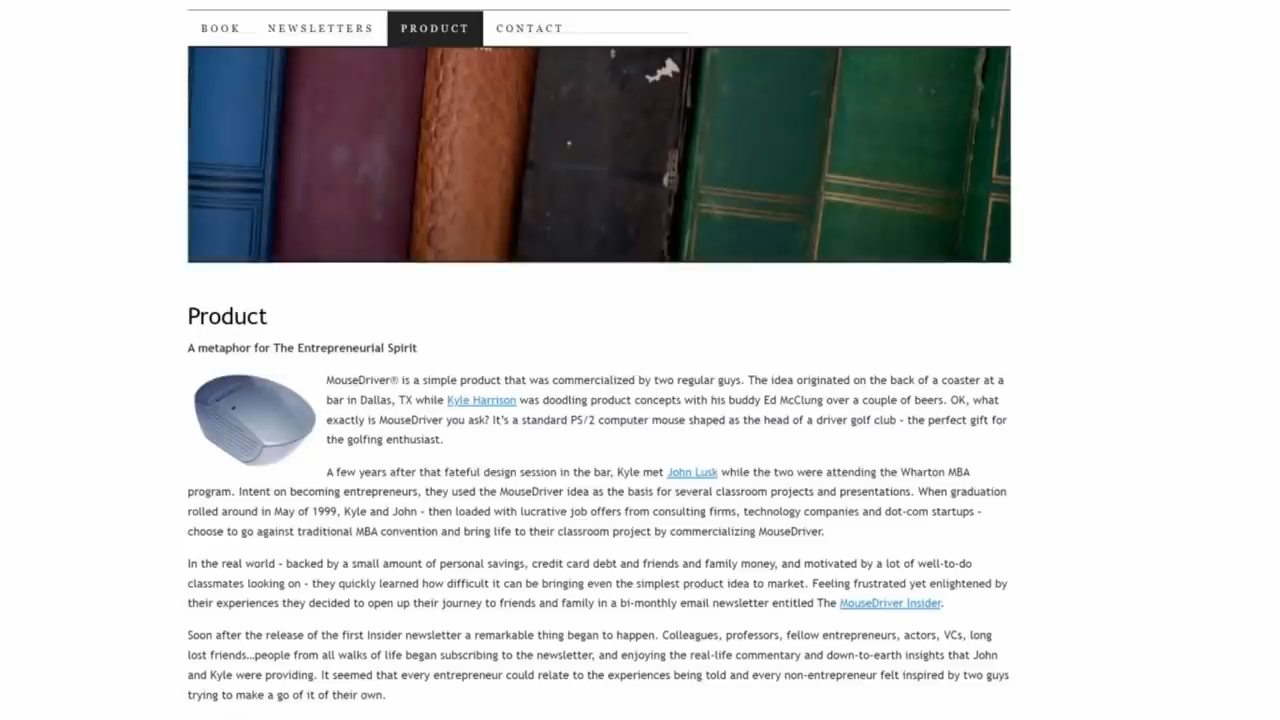 BOOK NEWSLETTERS PRODUCT CONTACT
Product
A metaphor for The Entrepreneurial Spirit
MouseDriver® is a simple product that was commercialized by two regular guys. The idea originated on the back of a coaster at a
bar in Dallas, TX while Kyle Harrison was doodling product concepts with his buddy Ed McClung over a couple of beers. OK, what
exactly is MouseDriver you ask? It's a standard PS/2 computer mouse shaped as the head of a driver golf club - the perfect gift for
the golfing enthusiast.
A few years after that fateful design session in the bar, Kyle met John Lusk while the two were attending the Wharton MBA
program. Intent on becoming entrepreneurs, they used the MouseDriver idea as the basis for several classroom projects and presentations. When graduation
rolled around in May of 1999, Kyle and John - then loaded with lucrative job offers from consulting firms, technology companies and dot-com startups -
choose to go against traditional MBA convention and bring life to their classroom project by commercializing MouseDriver.
In the real world - backed by a small amount of personal savings, credit card debt and friends and family money, and motivated by a lot of well-to-do
classmates looking on - they quickly learned how difficult it can be bringing even the simplest product idea to market. Feeling frustrated yet enlightened by
their experiences they decided to open up their journey to friends and family in a bi-monthly email newsletter entitled The MouseDriver Insider.
Soon after the release of the first Insider newsletter a remarkable thing began to happen. Colleagues, professors, fellow entrepreneurs, actors, VCs, long
lost friends…people from all walks of life began subscribing to the newsletter, and enjoying the real-life commentary and down-to-earth insights that John
and Kyle were providing. It seemed that every entrepreneur could relate to the experiences being told and every non-entrepreneur felt inspired by two guys
trying to make a go of it of their own.